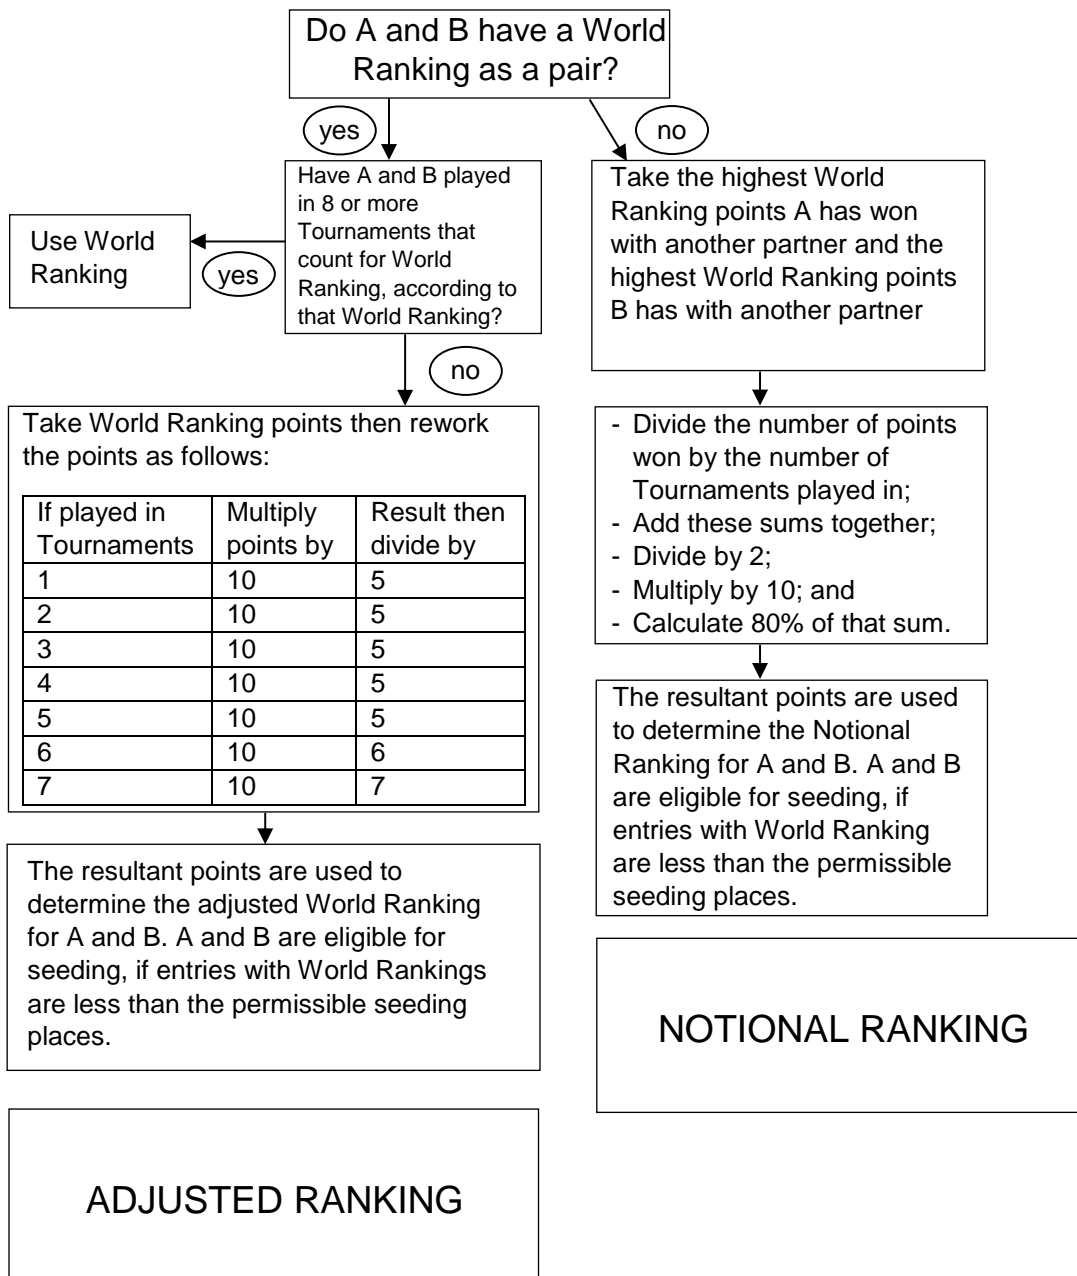 Do A and B have a World
Ranking as a pair?
yes
no
Have A and B played
in 8 or more
Tournaments that
count for World
Ranking, according to
that World Ranking?
Use World
Ranking
yes
no
Take World Ranking points then rework
the points as follows:
If played in Tournaments | Multiply points by | Result then divide by
1 | 10 | 5
2 | 10 | 5
3 | 10 | 5
4 | 10 | 5
5 | 10 | 5
6 | 10 | 6
7 | 10 | 7
The resultant points are used to
determine the adjusted World Ranking
for A and B. A and B are eligible for
seeding, if entries with World Rankings
are less than the permissible seeding
places.
ADJUSTED RANKING
Take the highest World
Ranking points A has won
with another partner and the
highest World Ranking points
B has with another partner
- Divide the number of points
won by the number of
Tournaments played in;
- Add these sums together;
- Divide by 2;
- Multiply by 10; and
- Calculate 80% of that sum.
The resultant points are used
to determine the Notional
Ranking for A and B. A and B
are eligible for seeding, if
entries with World Ranking
are less than the permissible
seeding places.
NOTIONAL RANKING